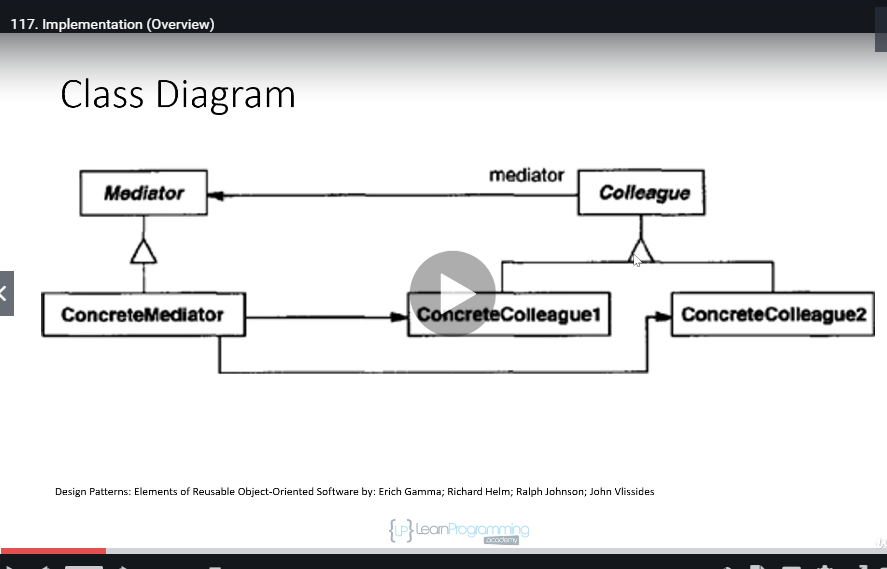 117. Implementation (Overview)
Class Diagram
mediator
Mediator
Colleague
ConcreteMediator
ConcreteColleague1
ConcreteColleague2
Design Patterns: Elements of Reusable Object-Oriented Software by: Erich Gamma; Richard Helm; Ralph Johnson; John Vlissides
{LP} LearnProgramming
academy